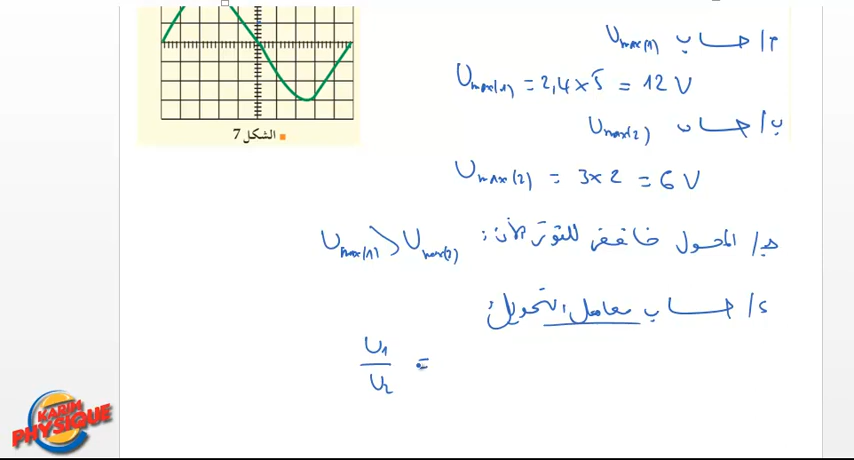 أ/ حساب Umax(1)
Umax(1) = 2,4 × 5 = 12 V
ب/ حساب Umax(2)
Umax(2) = 3 × 2 = 6 V
ج/ المحول خافض للتوتر لأن: Umax(1) > Umax(2)
د/ حساب معامل التحويل:
U1 / U2 =
الشكل 7
KARIM PHYSIQUE